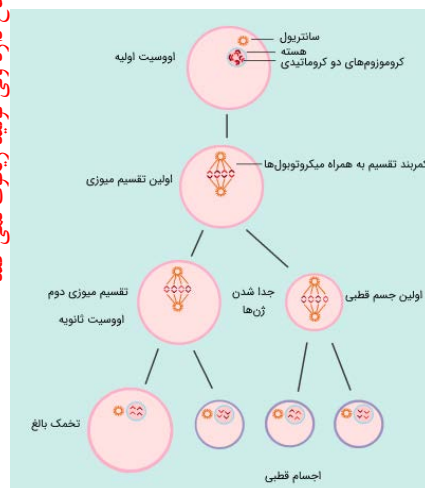 سانتریول
هسته
کروموزوم‌های دو کروماتیدی
اووسیت اولیه
کمربند تقسیم به همراه میکروتوبول‌ها
اولین تقسیم میوزی
تقسیم میوزی دوم
اووسیت ثانویه
جدا شدن
ژن‌ها
اولین جسم قطبی
تخمک بالغ
اجسام قطبی